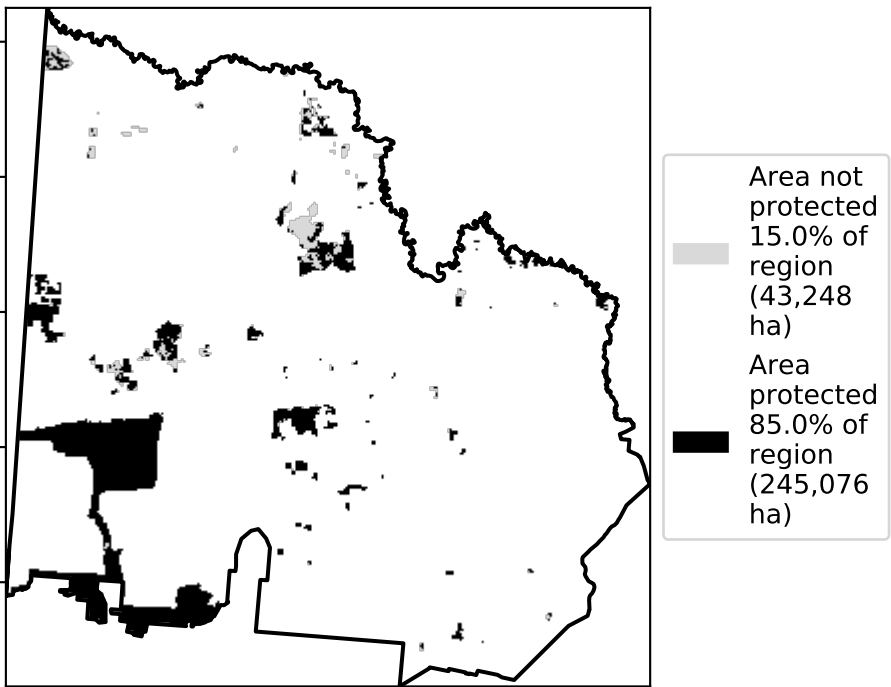 Area not
protected
15.0% of
region
(43,248
ha)
Area
protected
85.0% of
region
(245,076
ha)